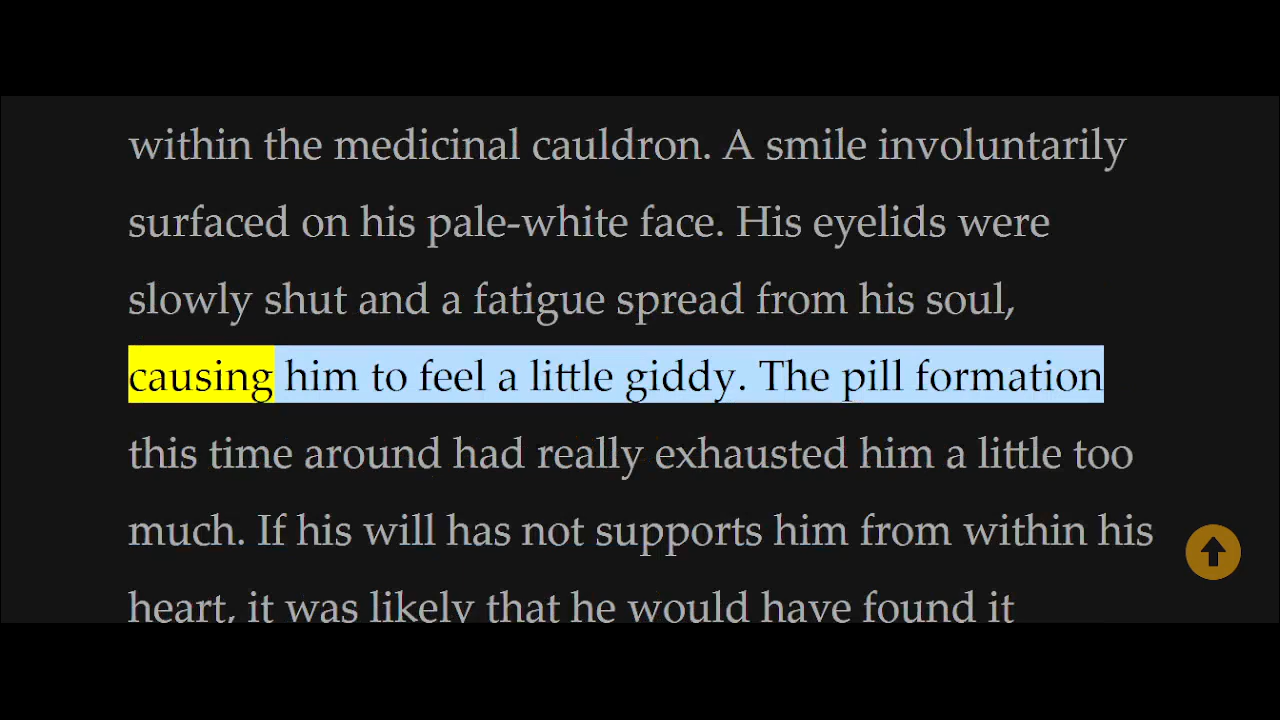 within the medicinal cauldron. A smile involuntarily
surfaced on his pale-white face. His eyelids were
slowly shut and a fatigue spread from his soul,
causing him to feel a little giddy. The pill formation
this time around had really exhausted him a little too
much. If his will has not supports him from within his
heart, it was likely that he would have found it